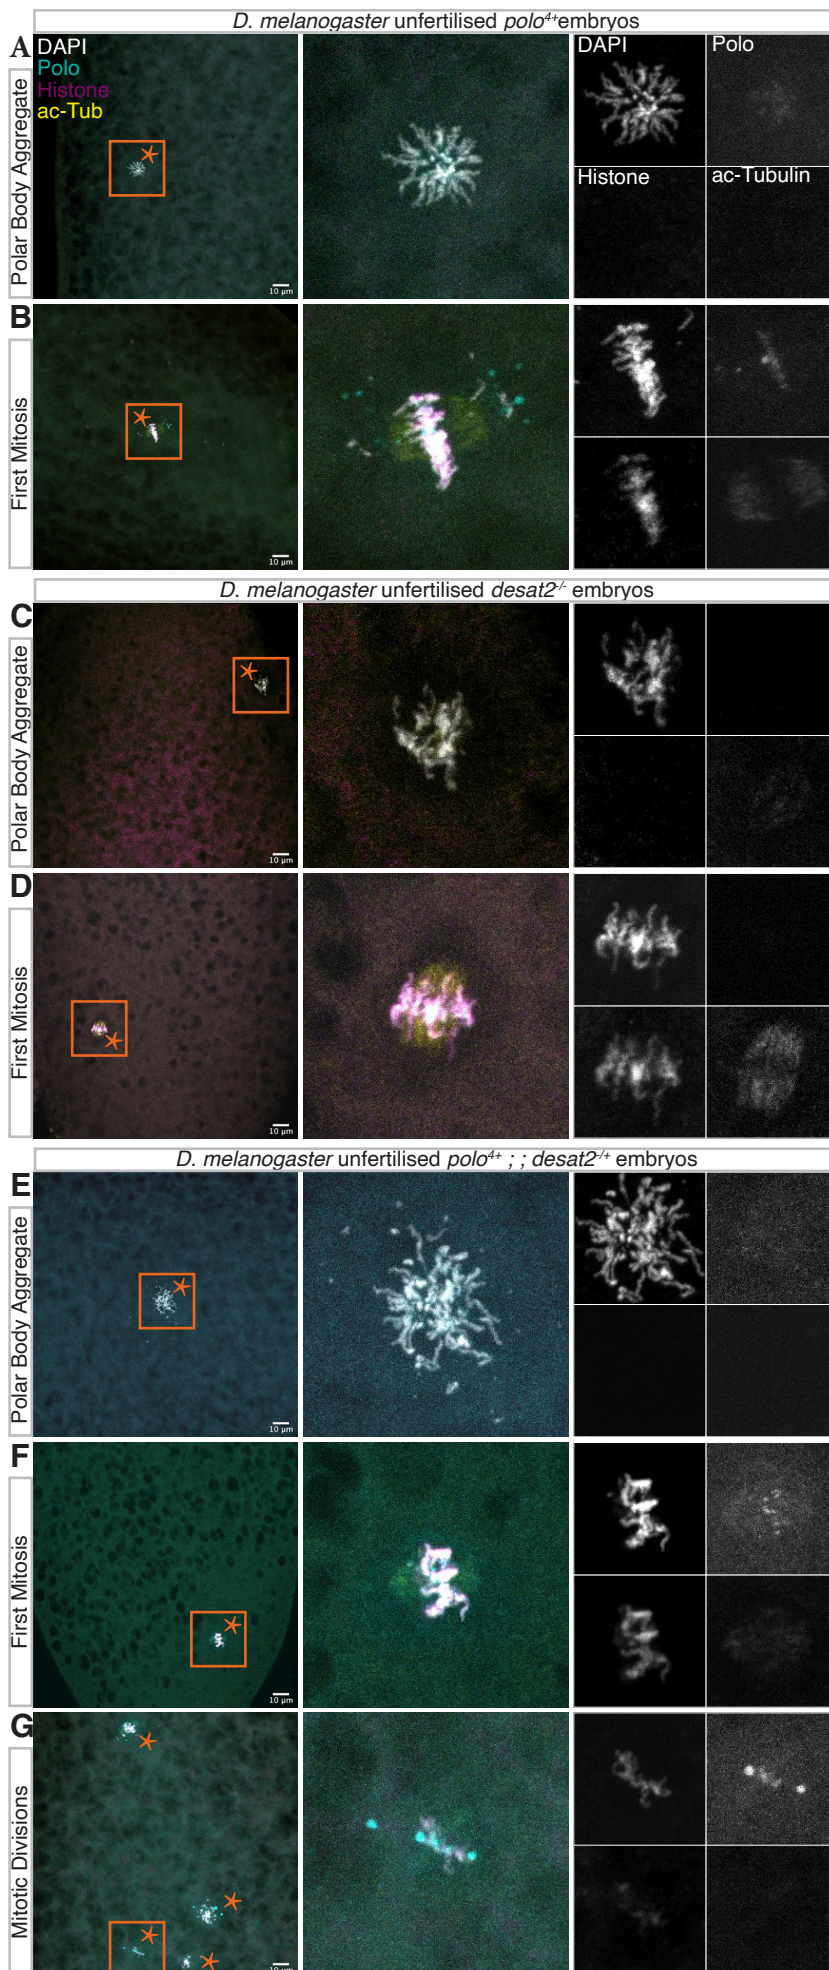 D. melanogaster unfertilised polo⁴⁺embryos
A
Polar Body Aggregate
DAPI
Polo
Histone
ac-Tub
10 µm
DAPI
Polo
Histone
ac-Tubulin
B
First Mitosis
10 µm
D. melanogaster unfertilised desat2⁻/⁻ embryos
C
Polar Body Aggregate
10 µm
D
First Mitosis
10 µm
D. melanogaster unfertilised polo⁴⁺ ; ; desat2⁻/⁺ embryos
E
Polar Body Aggregate
10 µm
F
First Mitosis
10 µm
G
Mitotic Divisions
10 µm